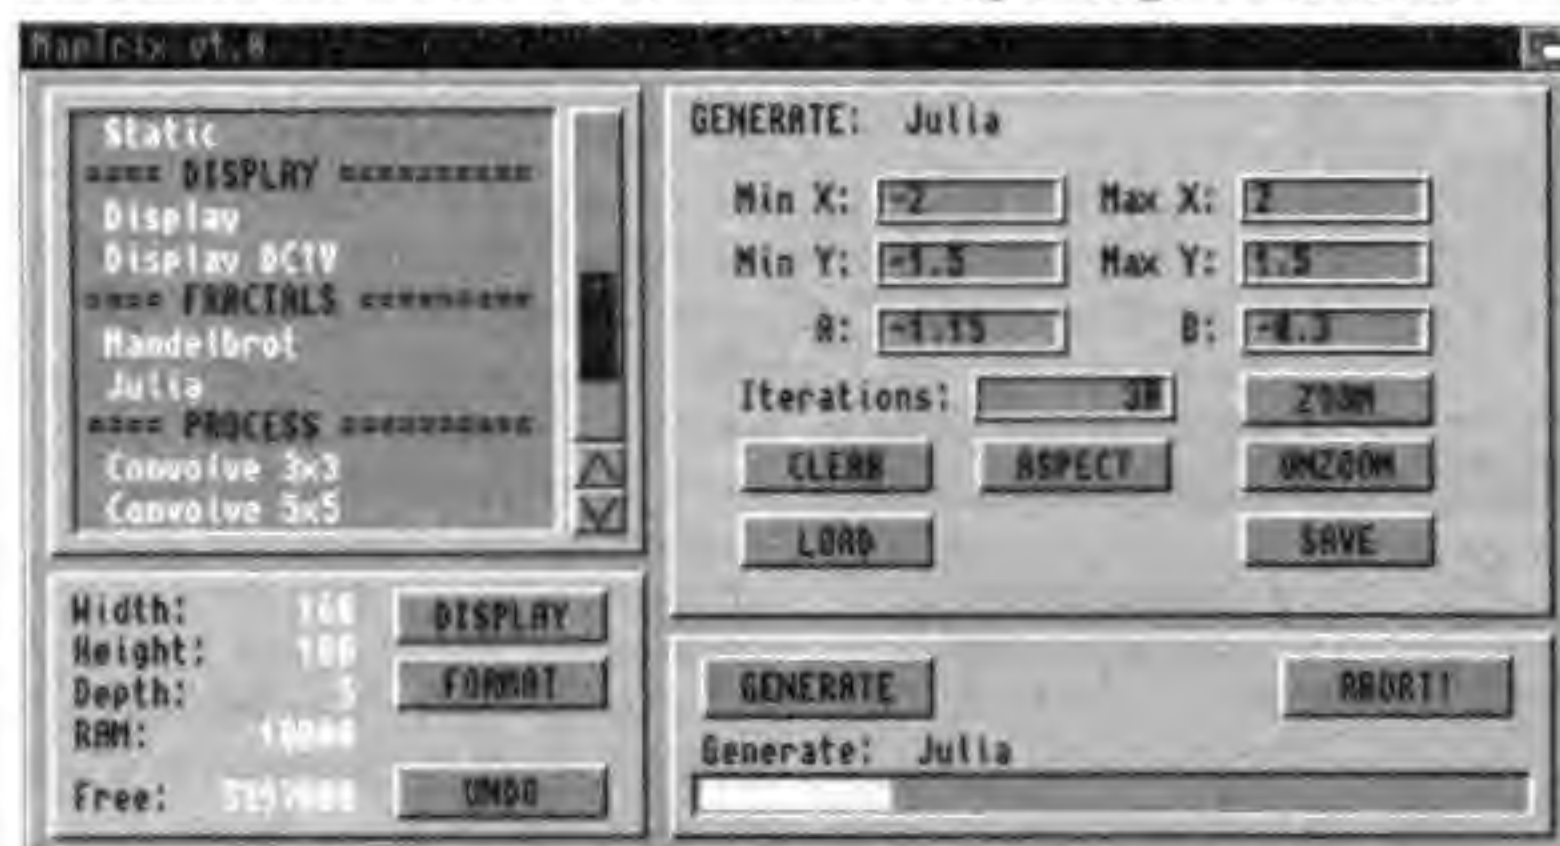 MapTrix v1.0
Static
==== DISPLAY ==========
Display
Display DCTV
==== FRACTALS =========
Mandelbrot
Julia
==== PROCESS ==========
Convolve 3x3
Convolve 5x5
Width:
Height:
Depth:
RAM:
Free:
DISPLAY
FORMAT
UNDO
GENERATE: Julia
Min X: -2 Max X: 2
Min Y: -1.5 Max Y: 1.5
A: -1.15 B:
Iterations: ZOOM
CLEAR ASPECT UNZOOM
LOAD SAVE
GENERATE ABORT!
Generate: Julia